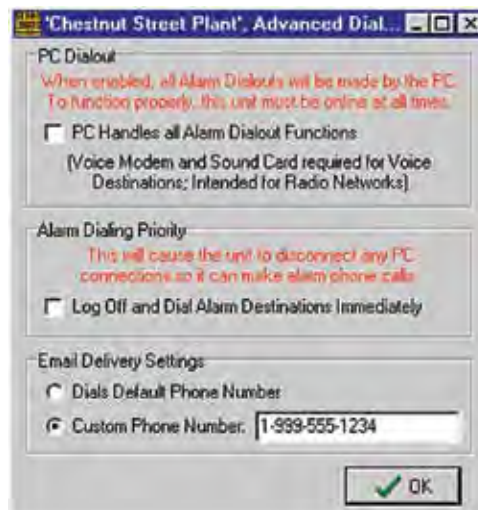 'Chestnut Street Plant', Advanced Dial...
PC Dialout
When enabled, all Alarm Dialouts will be made by the PC.
To function properly, this unit must be online at all times.
PC Handles all Alarm Dialout Functions
(Voice Modem and Sound Card required for Voice
Destinations; Intended for Radio Networks)
Alarm Dialing Priority
This will cause the unit to disconnect any PC
connections so it can make alarm phone calls
Log Off and Dial Alarm Destinations Immediately
Email Delivery Settings
Dials Default Phone Number
Custom Phone Number: 1-999-555-1234
OK